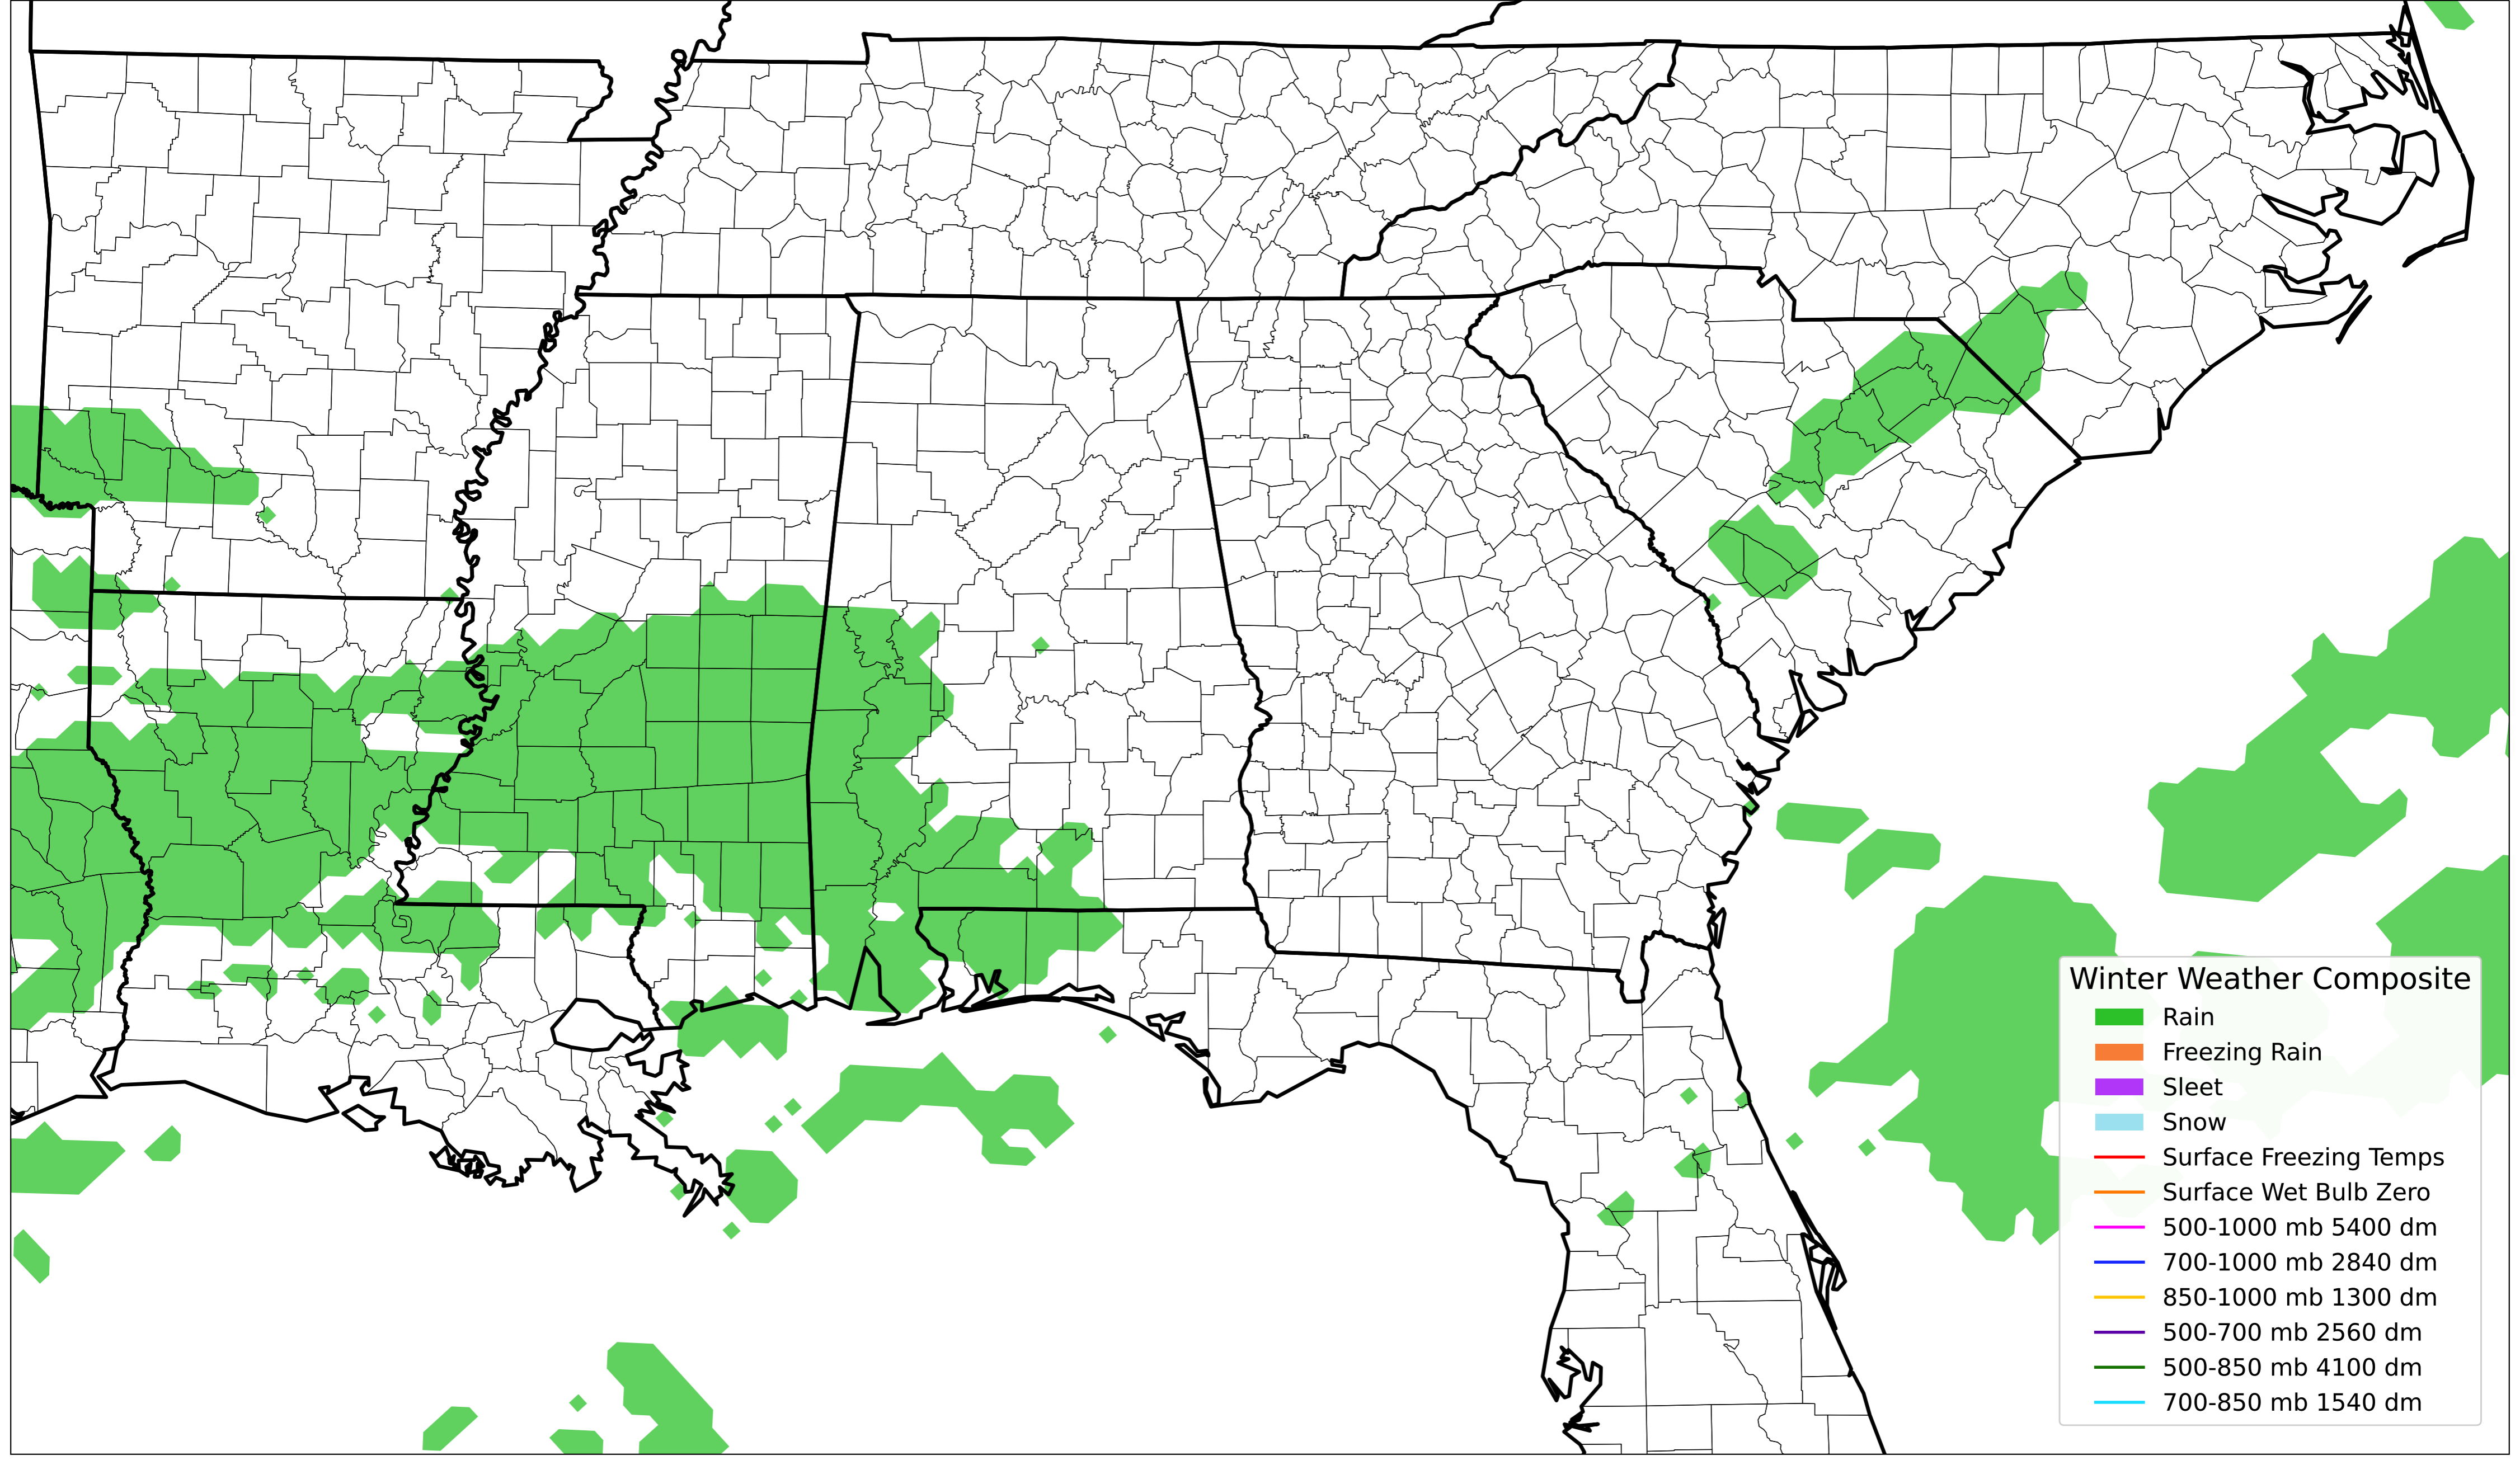 Winter Weather Composite
Rain
Freezing Rain
Sleet
Snow
Surface Freezing Temps
Surface Wet Bulb Zero
500-1000 mb 5400 dm
700-1000 mb 2840 dm
850-1000 mb 1300 dm
500-700 mb 2560 dm
500-850 mb 4100 dm
700-850 mb 1540 dm